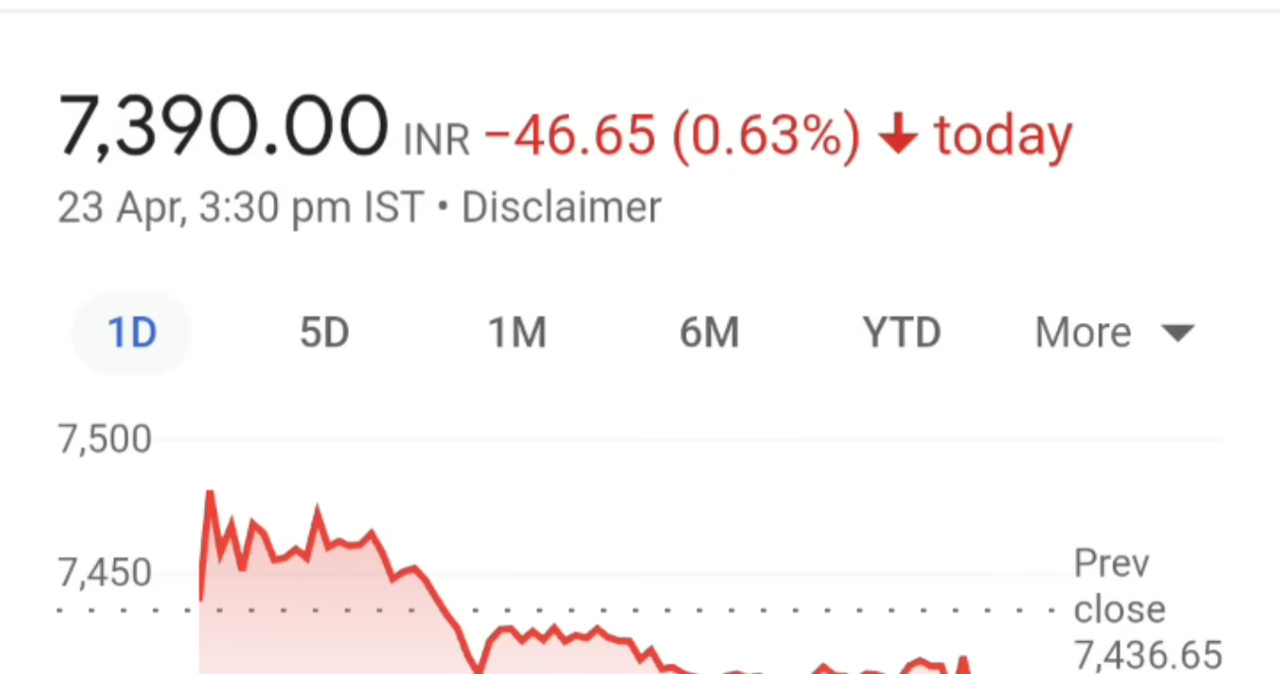 7,390.00 INR −46.65 (0.63%) ↓ today
23 Apr, 3:30 pm IST • Disclaimer
1D 5D 1M 6M YTD More
7,500
7,450
Prev
close
7,436.65